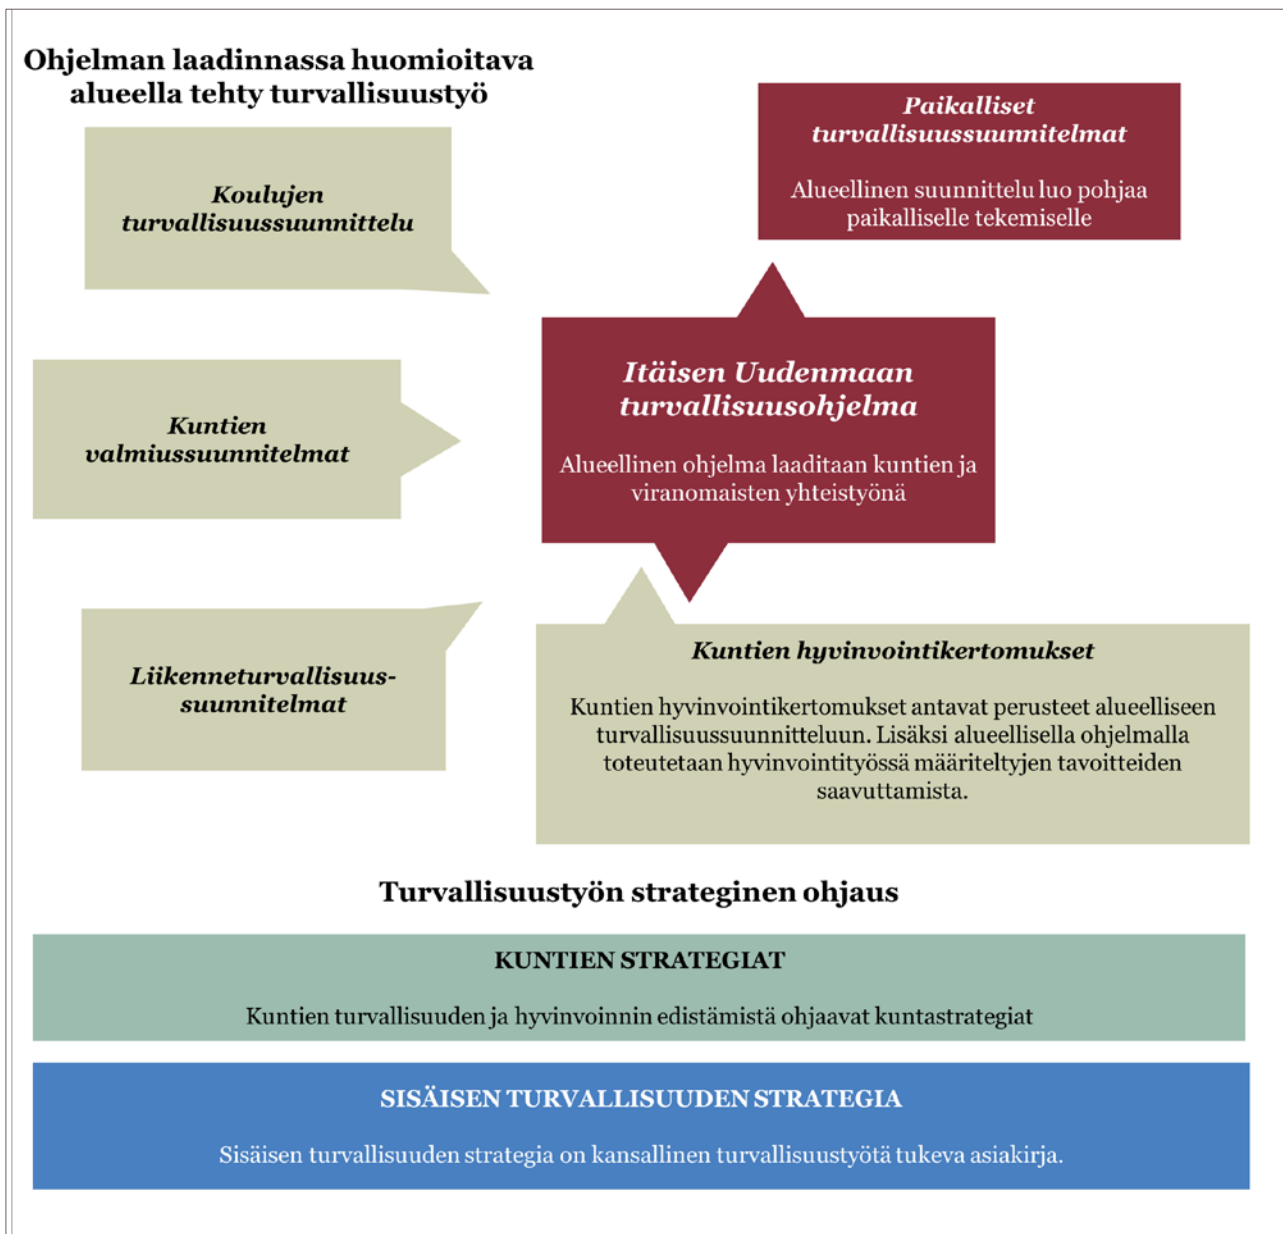 Ohjelman laadinnassa huomioitava
alueella tehty turvallisuustyö
Koulujen
turvallisuussuunnittelu
Kuntien
valmiussuunnitelmat
Liikenneturvallisuus-
suunnitelmat
Paikalliset
turvallisuussuunnitelmat
Alueellinen suunnittelu luo pohjaa
paikalliselle tekemiselle
Itäisen Uudenmaan
turvallisuusohjelma
Alueellinen ohjelma laaditaan kuntien ja
viranomaisten yhteistyönä
Kuntien hyvinvointikertomukset
Kuntien hyvinvointikertomukset antavat perusteet alueelliseen
turvallisuussuunnitteluun. Lisäksi alueellisella ohjelmalla
toteutetaan hyvinvointityössä määriteltyjen tavoitteiden
saavuttamista.
Turvallisuustyön strateginen ohjaus
KUNTIEN STRATEGIAT
Kuntien turvallisuuden ja hyvinvoinnin edistämistä ohjaavat kuntastrategiat
SISÄISEN TURVALLISUUDEN STRATEGIA
Sisäisen turvallisuuden strategia on kansallinen turvallisuustyötä tukeva asiakirja.